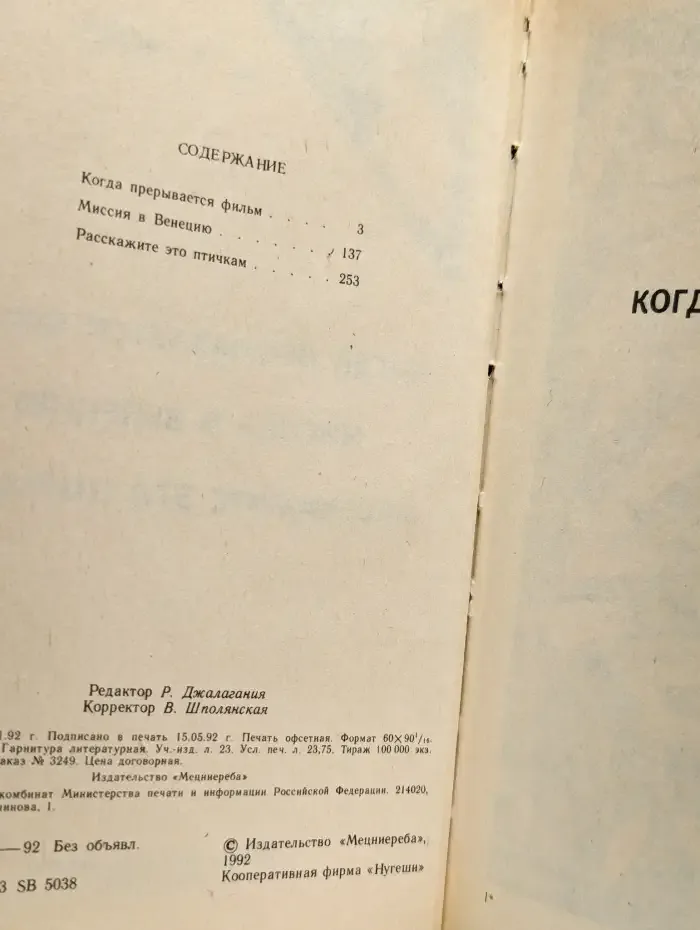 СОДЕРЖАНИЕ
Когда прерывается фильм . . . . 3
Миссия в Венецию . . . . . 137
Расскажите это птичкам . . . . . 253
Редактор Р. Джалагания
Корректор В. Шполянская
1.92 г. Подписано в печать 15.05.92 г. Печать офсетная. Формат 60×90¹/₁₆.
Гарнитура литературная. Уч.-изд. л. 23. Усл. печ. л. 23,75. Тираж 100 000 экз.
аказ № 3249. Цена договорная.
Издательство «Мецниереба»
комбинат Министерства печати и информации Российской Федерации. 214020,
инова, 1.
—92 Без объявл.
3 SB 5038
© Издательство «Мецниереба»,
1992
Кооперативная фирма «Нугеши»
КОГД